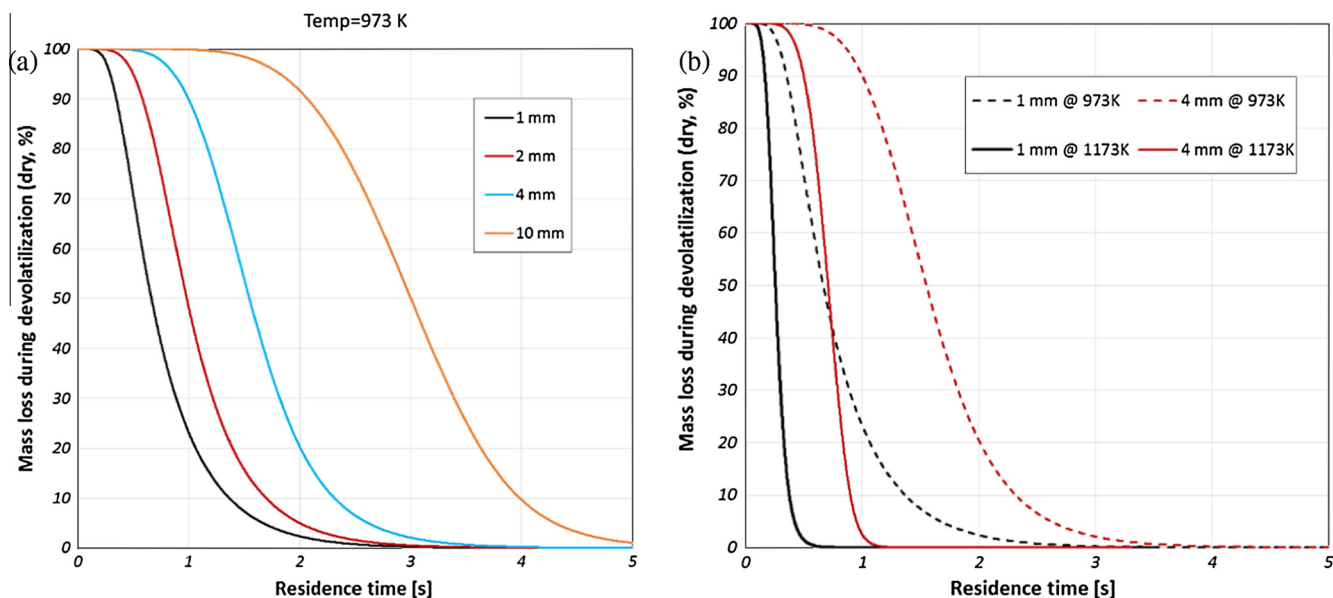 Temp=973 K
(a)
Mass loss during devolatilization (dry, %)
100
90
80
70
60
50
40
30
20
10
0
0 1 2 3 4 5
Residence time [s]
1 mm
2 mm
4 mm
10 mm
(b)
Mass loss during devolatilization (dry, %)
100
90
80
70
60
50
40
30
20
10
0
0 1 2 3 4 5
Residence time [s]
1 mm @ 973K 4 mm @ 973K
1 mm @ 1173K 4 mm @ 1173K